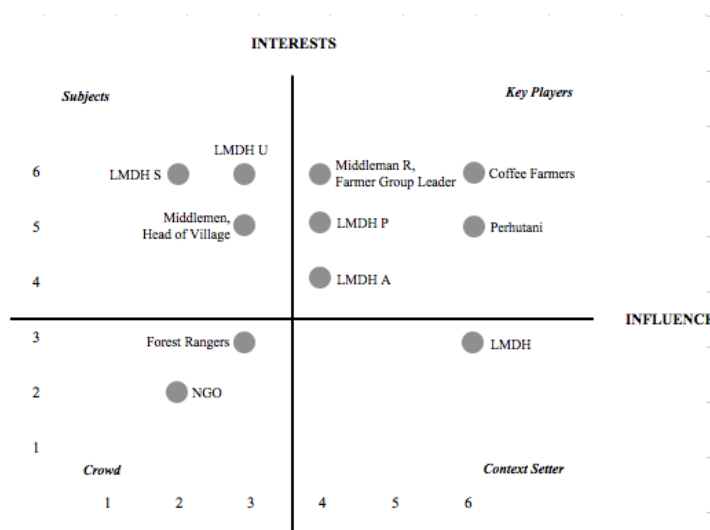 INTERESTS
Subjects
Key Players
LMDH U
6
LMDH S
Middleman R,
Farmer Group Leader
Coffee Farmers
5
Middlemen,
Head of Village
LMDH P
Perhutani
4
LMDH A
INFLUENCE
3
Forest Rangers
LMDH
2
NGO
1
Crowd
Context Setter
1 2 3 4 5 6